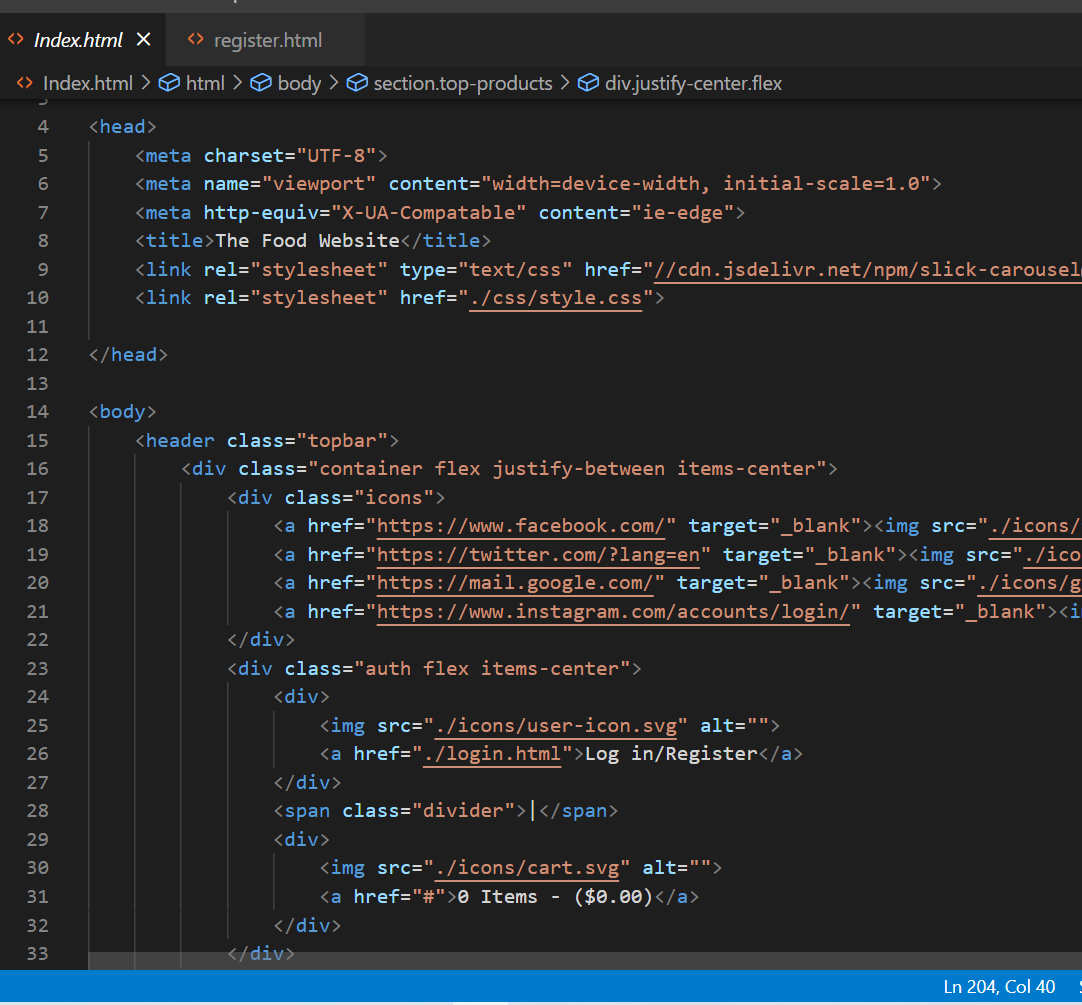 Index.html register.html
Index.html > html > body > section.top-products > div.justify-center.flex
4 <head>
5 <meta charset="UTF-8">
6 <meta name="viewport" content="width=device-width, initial-scale=1.0">
7 <meta http-equiv="X-UA-Compatable" content="ie-edge">
8 <title>The Food Website</title>
9 <link rel="stylesheet" type="text/css" href="//cdn.jsdelivr.net/npm/slick-carousel
10 <link rel="stylesheet" href="./css/style.css">
11
12 </head>
13
14 <body>
15 <header class="topbar">
16 <div class="container flex justify-between items-center">
17 <div class="icons">
18 <a href="https://www.facebook.com/" target="_blank"><img src="./icons/
19 <a href="https://twitter.com/?lang=en" target="_blank"><img src="./ico
20 <a href="https://mail.google.com/" target="_blank"><img src="./icons/g
21 <a href="https://www.instagram.com/accounts/login/" target="_blank"><i
22 </div>
23 <div class="auth flex items-center">
24 <div>
25 <img src="./icons/user-icon.svg" alt="">
26 <a href="./login.html">Log in/Register</a>
27 </div>
28 <span class="divider">|</span>
29 <div>
30 <img src="./icons/cart.svg" alt="">
31 <a href="#">0 Items - ($0.00)</a>
32 </div>
33 </div>
Ln 204, Col 40